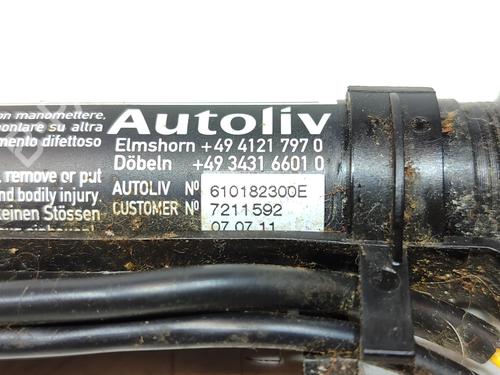 on manomettere,
montare su altra
mento difettoso
, remove or put
and bodily injury.
keinen Stössen
Autoliv
Elmshorn +49 4121 797 0
Döbeln +49 3431 6601 0
AUTOLIV Nº 610182300E
CUSTOMER Nº 7211592
07.07.11